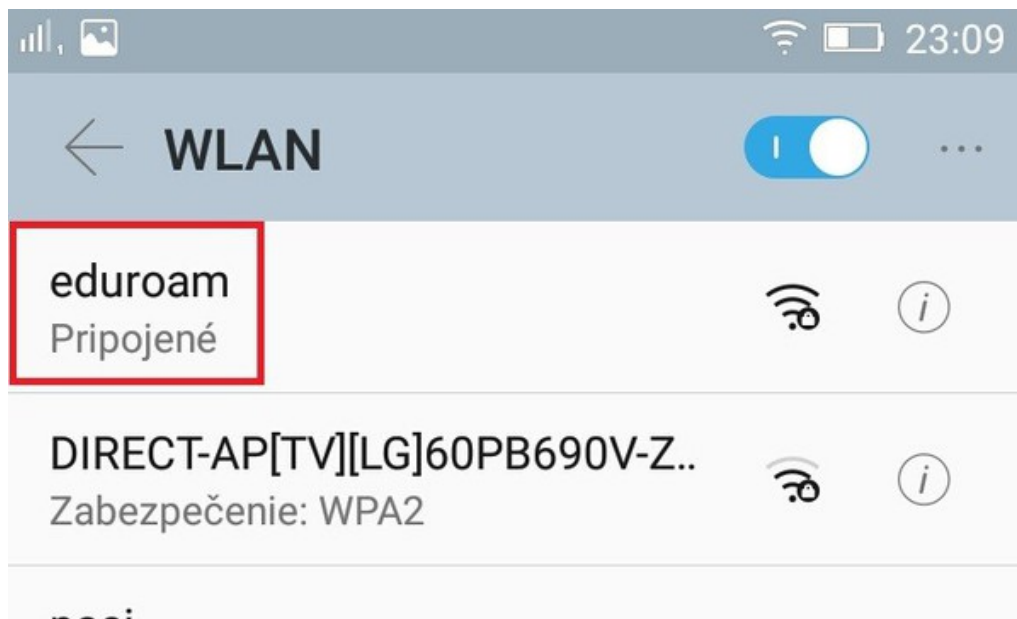 23:09
WLAN
eduroam
Pripojené
DIRECT-AP[TV][LG]60PB690V-Z..
Zabezpečenie: WPA2